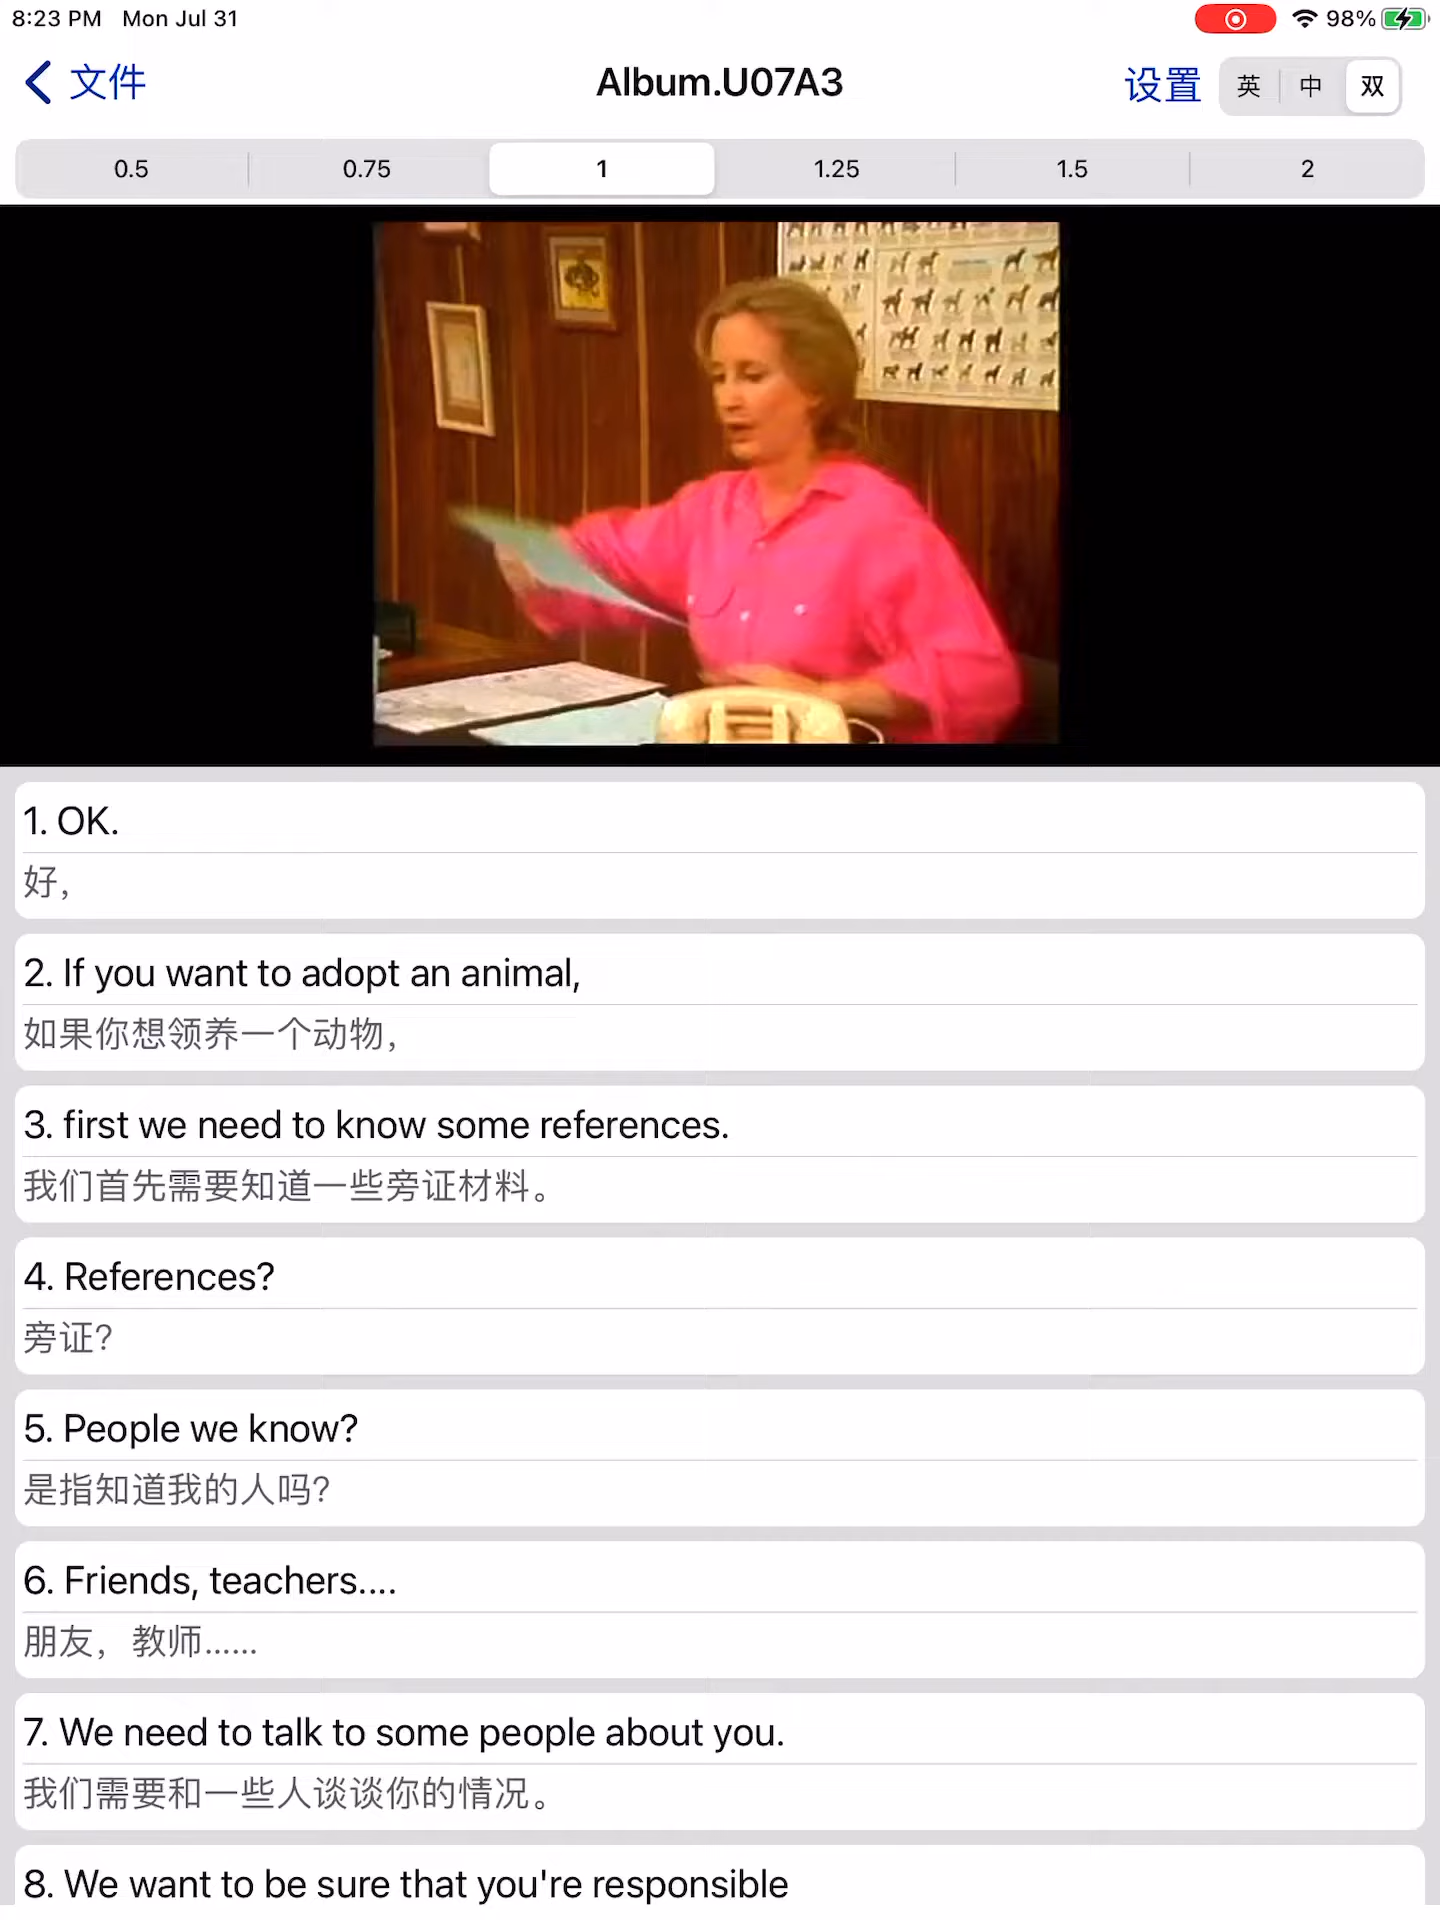 8:23 PM Mon Jul 31 98%
文件 Album.U07A3 设置 英 中 双
0.5 0.75 1 1.25 1.5 2
1. OK.
好，
2. If you want to adopt an animal,
如果你想领养一个动物，
3. first we need to know some references.
我们首先需要知道一些旁证材料。
4. References?
旁证？
5. People we know?
是指知道我的人吗？
6. Friends, teachers....
朋友，教师……
7. We need to talk to some people about you.
我们需要和一些人谈谈你的情况。
8. We want to be sure that you're responsible